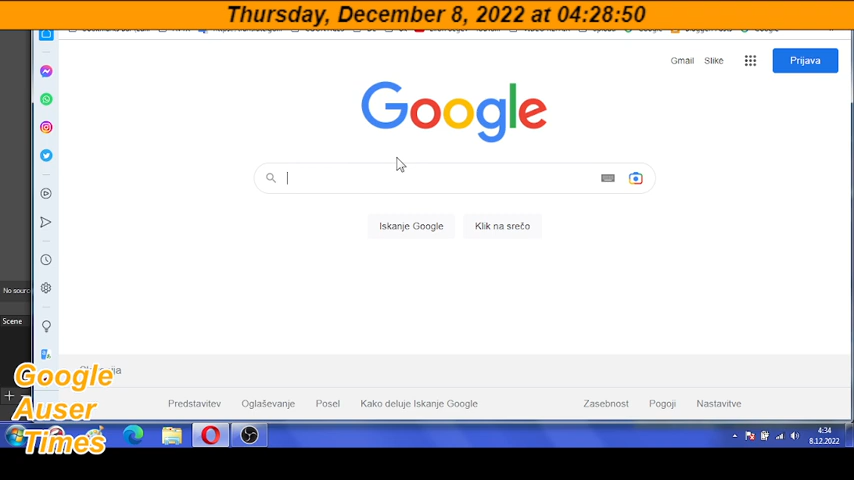 Thursday, December 8, 2022 at 04:28:50
Gmail Slike
Prijava
Google
Iskanje Google
Klik na srečo
No sourc
Scene
Google
Auser
Times
Predstavitev Oglaševanje Posel Kako deluje Iskanje Google Zasebnost Pogoji Nastavitve
4:34
8.12.2022